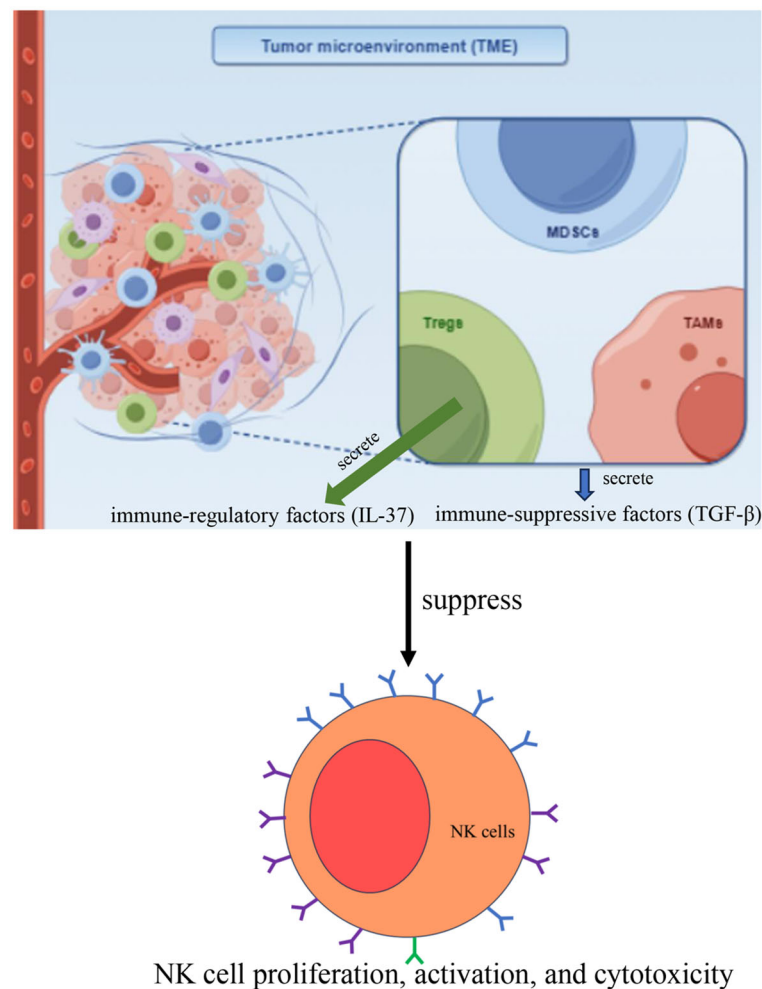 Tumor microenvironment (TME)
MDSCs
Tregs
TAMs
secrete
secrete
immune-regulatory factors (IL-37)
immune-suppressive factors (TGF-β)
suppress
NK cells
NK cell proliferation, activation, and cytotoxicity